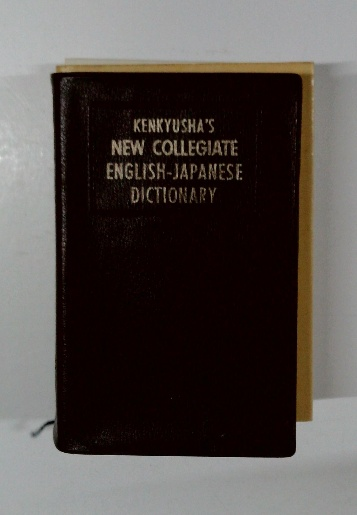 KENKYUSHA'S
NEW COLLEGIATE
ENGLISH-JAPANESE
DICTIONARY